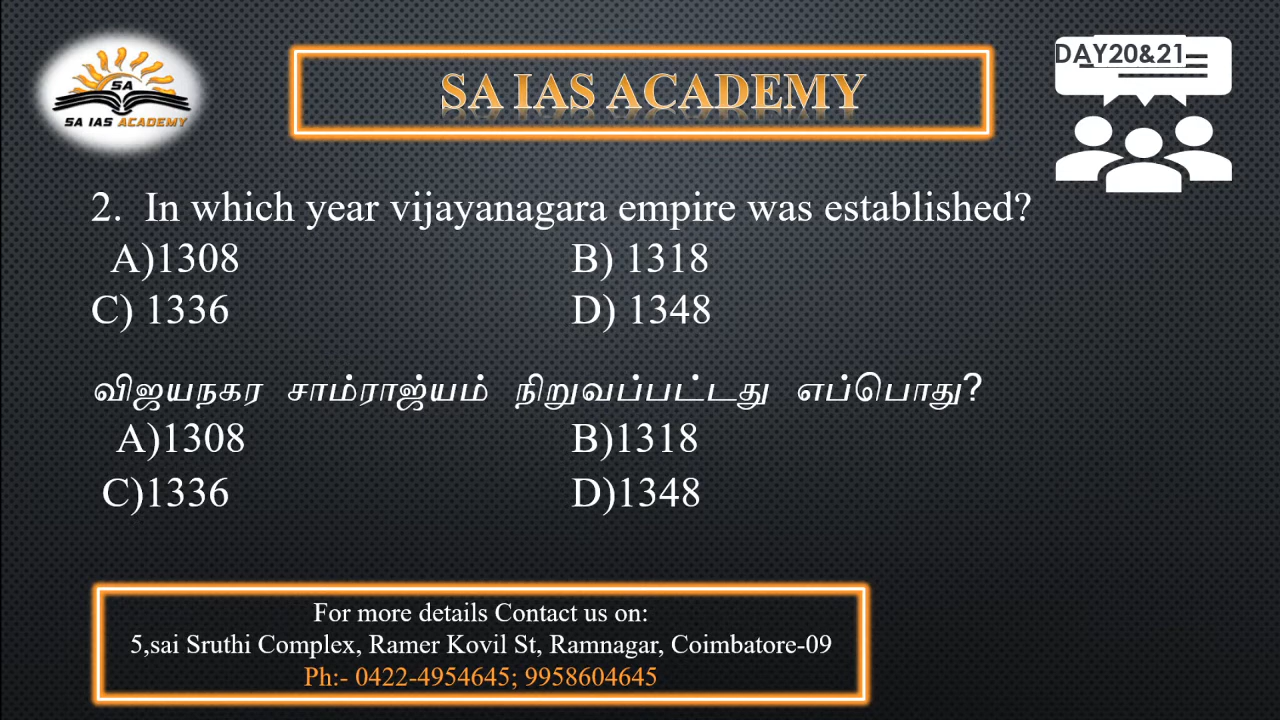 SA
SA IAS ACADEMY
SA IAS ACADEMY
DAY20&21
2. In which year vijayanagara empire was established?
A)1308 B) 1318
C) 1336 D) 1348
விஜயநகர சாம்ராஜ்யம் நிறுவப்பட்டது எப்பொது?
A)1308 B)1318
C)1336 D)1348
For more details Contact us on:
5,sai Sruthi Complex, Ramer Kovil St, Ramnagar, Coimbatore-09
Ph:- 0422-4954645; 9958604645